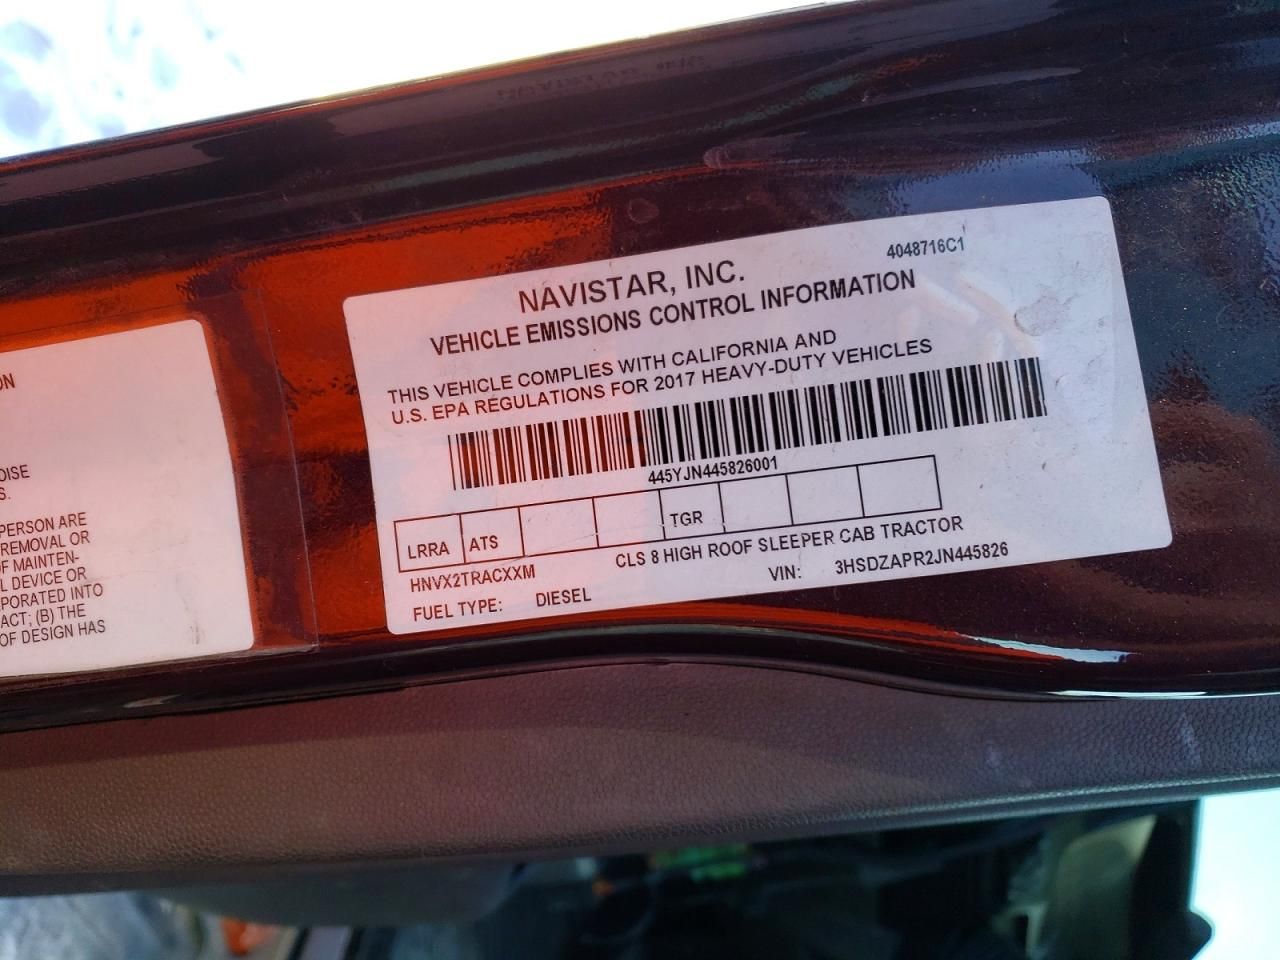 ON
OISE
S.
PERSON ARE
REMOVAL OR
OF MAINTEN-
L DEVICE OR
RPORATED INTO
ACT; (B) THE
OF DESIGN HAS
4048716C1
NAVISTAR, INC.
VEHICLE EMISSIONS CONTROL INFORMATION
THIS VEHICLE COMPLIES WITH CALIFORNIA AND
U.S. EPA REGULATIONS FOR 2017 HEAVY-DUTY VEHICLES
445YJN445826001
LRRA ATS TGR
HNVX2TRACXXM CLS 8 HIGH ROOF SLEEPER CAB TRACTOR
FUEL TYPE: DIESEL VIN: 3HSDZAPR2JN445826